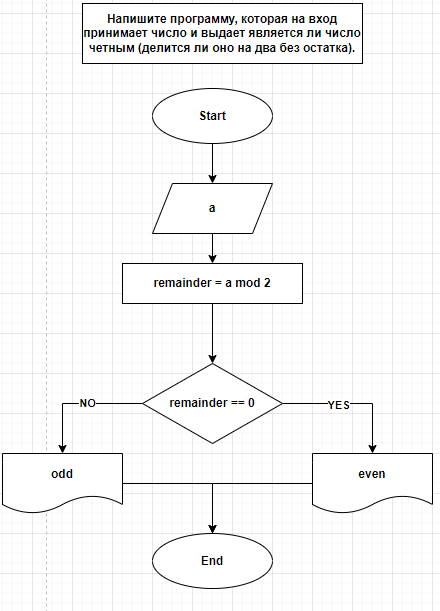 Напишите программу, которая на вход
принимает число и выдает является ли число
четным (делится ли оно на два без остатка).
Start
a
remainder = a mod 2
remainder == 0
NO
YES
odd
even
End